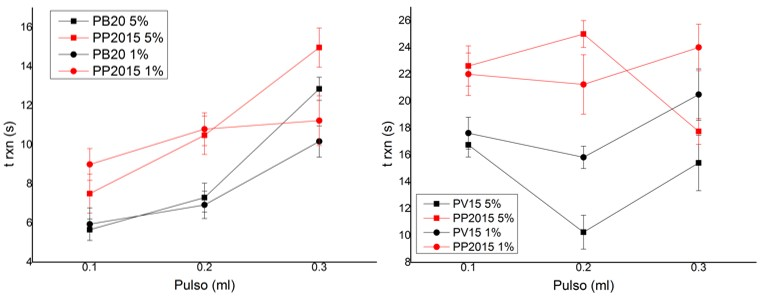 PB20 5%
PP2015 5%
PB20 1%
PP2015 1%
16
14
12
10
8
6
4
t rxn (s)
0.1 0.2 0.3
Pulso (ml)
26
24
22
20
18
16
14
12
10
8
t rxn (s)
PV15 5%
PP2015 5%
PV15 1%
PP2015 1%
0.1 0.2 0.3
Pulso (ml)